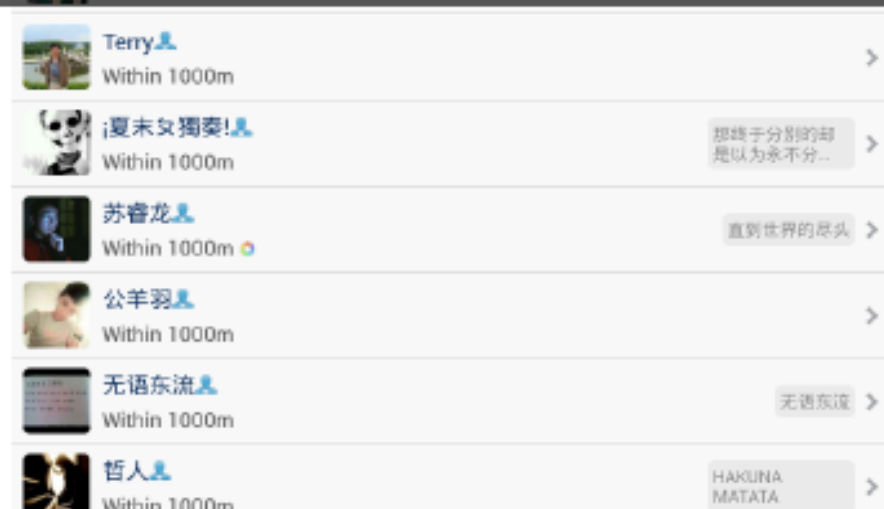 Terry
Within 1000m
¡夏末女獨奏!
Within 1000m
那终于分别的却
是以为永不分...
苏睿龙
Within 1000m
直到世界的尽头
公羊羽
Within 1000m
无语东流
Within 1000m
无语东流
哲人
Within 1000m
HAKUNA
MATATA